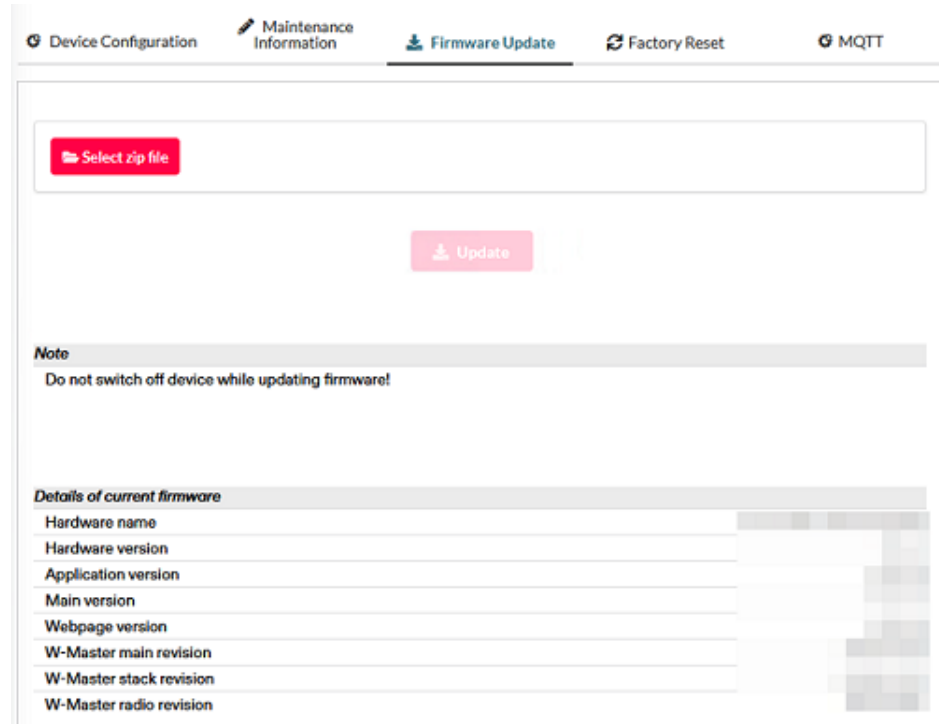 Device Configuration
Maintenance
Information
Firmware Update
Factory Reset
MQTT
Select zip file
Update
Note
Do not switch off device while updating firmware!
Details of current firmware
Hardware name
Hardware version
Application version
Main version
Webpage version
W-Master main revision
W-Master stack revision
W-Master radio revision